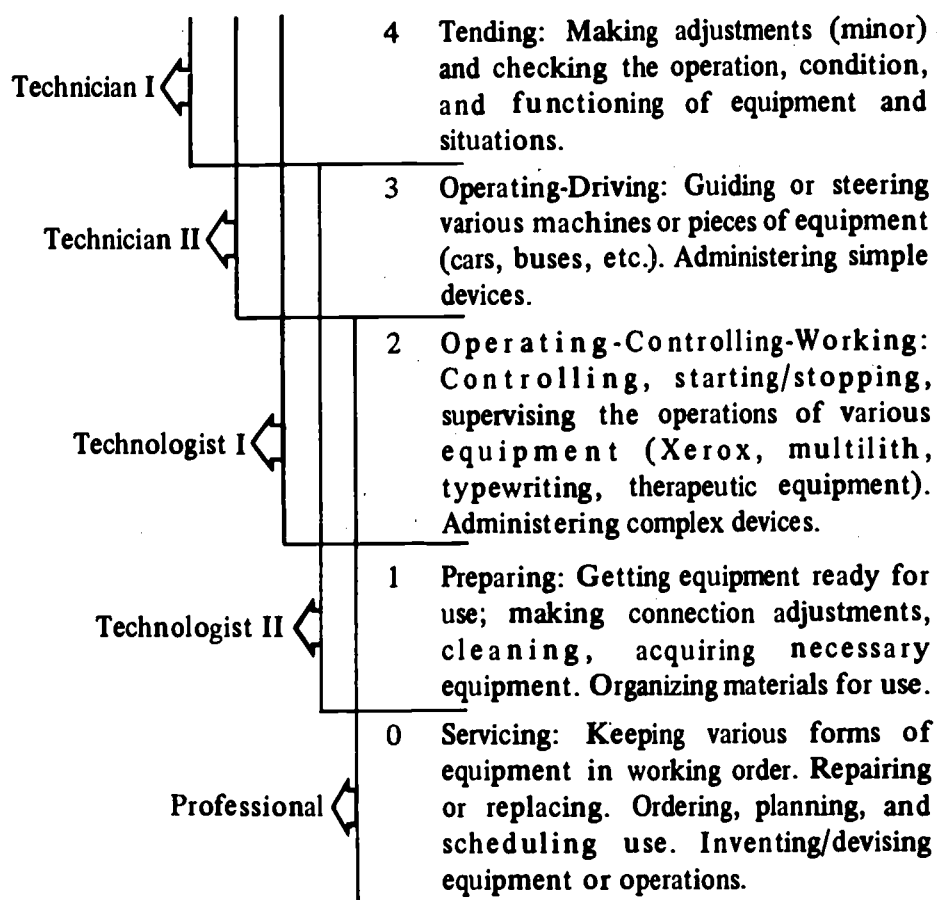 4 Tending: Making adjustments (minor)
and checking the operation, condition,
and functioning of equipment and
situations.
Technician I
3 Operating-Driving: Guiding or steering
various machines or pieces of equipment
(cars, buses, etc.). Administering simple
devices.
Technician II
2 Operating-Controlling-Working:
Controlling, starting/stopping,
supervising the operations of various
equipment (Xerox, multilith,
typewriting, therapeutic equipment).
Administering complex devices.
Technologist I
1 Preparing: Getting equipment ready for
use; making connection adjustments,
cleaning, acquiring necessary
equipment. Organizing materials for use.
Technologist II
0 Servicing: Keeping various forms of
equipment in working order. Repairing
or replacing. Ordering, planning, and
scheduling use. Inventing/devising
equipment or operations.
Professional